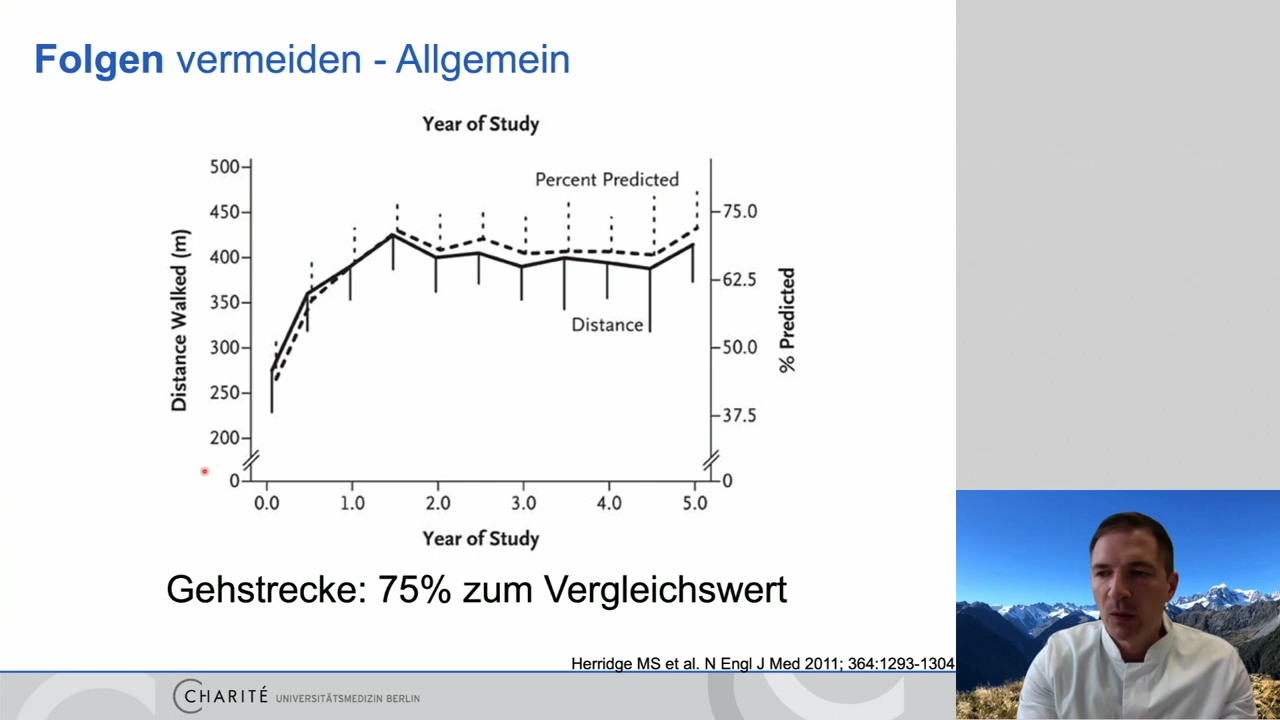 Folgen vermeiden - Allgemein
Year of Study
Distance Walked (m)
500
450
400
350
300
250
200
0
Percent Predicted
Distance
75.0
62.5
50.0
37.5
0
% Predicted
0.0 1.0 2.0 3.0 4.0 5.0
Year of Study
Gehstrecke: 75% zum Vergleichswert
Herridge MS et al. N Engl J Med 2011; 364:1293-1304
CHARITÉ UNIVERSITÄTSMEDIZIN BERLIN